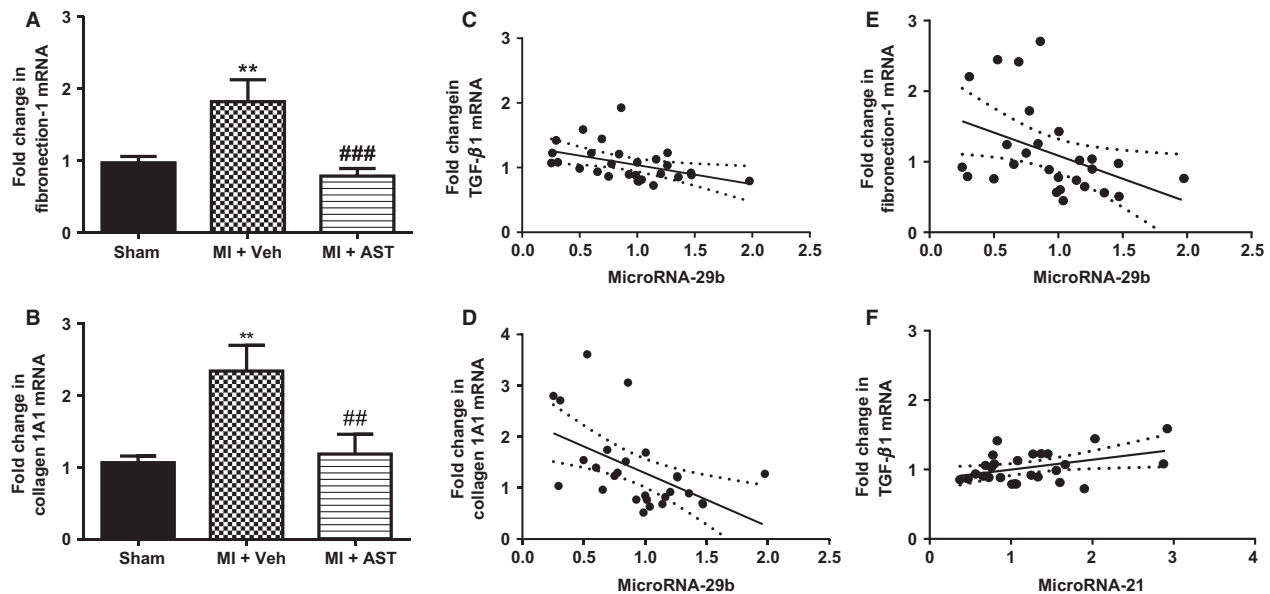 A
Fold change in
fibronection-1 mRNA
3
2
1
0
**
###
Sham
MI + Veh
MI + AST
B
Fold change in
collagen 1A1 mRNA
3
2
1
0
**
##
Sham
MI + Veh
MI + AST
C
Fold changein
TGF-β1 mRNA
3
2
1
0
0.0
0.5
1.0
1.5
2.0
2.5
MicroRNA-29b
D
Fold change in
collagen 1A1 mRNA
4
3
2
1
0
0.0
0.5
1.0
1.5
2.0
2.5
MicroRNA-29b
E
Fold change in
fibronection-1 mRNA
3
2
1
0
0.0
0.5
1.0
1.5
2.0
2.5
MicroRNA-29b
F
Fold change in
TGF-β1 mRNA
3
2
1
0
0
1
2
3
4
MicroRNA-21